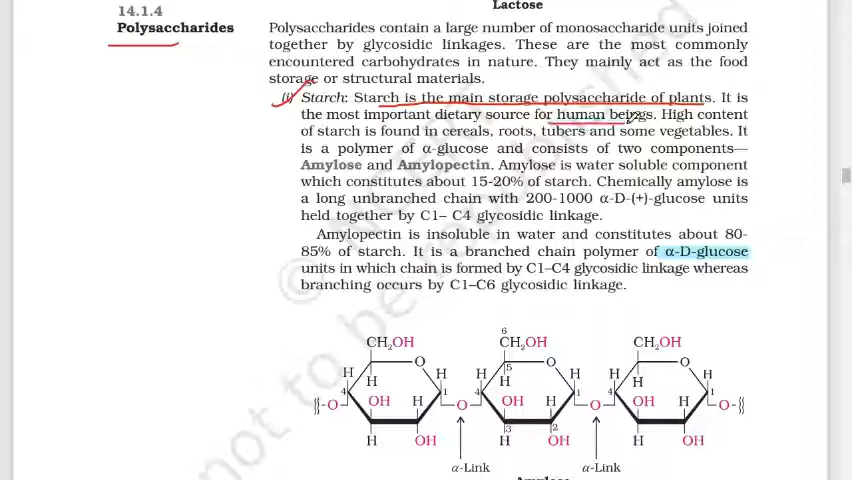 Lactose
14.1.4
Polysaccharides
Polysaccharides contain a large number of monosaccharide units joined
together by glycosidic linkages. These are the most commonly
encountered carbohydrates in nature. They mainly act as the food
storage or structural materials.
(i) Starch: Starch is the main storage polysaccharide of plants. It is
the most important dietary source for human beings. High content
of starch is found in cereals, roots, tubers and some vegetables. It
is a polymer of α-glucose and consists of two components—
Amylose and Amylopectin. Amylose is water soluble component
which constitutes about 15-20% of starch. Chemically amylose is
a long unbranched chain with 200-1000 α-D-(+)-glucose units
held together by C1– C4 glycosidic linkage.
Amylopectin is insoluble in water and constitutes about 80-
85% of starch. It is a branched chain polymer of α-D-glucose
units in which chain is formed by C1–C4 glycosidic linkage whereas
branching occurs by C1–C6 glycosidic linkage.
6
CH2OH CH2OH CH2OH
O 5 O O
H H H H H H
H H H
4 1 4 1 4 1
O OH H O OH H O OH H O
3 2
H OH H OH H OH
α-Link α-Link
Amylose
© NCERT
not to be republished